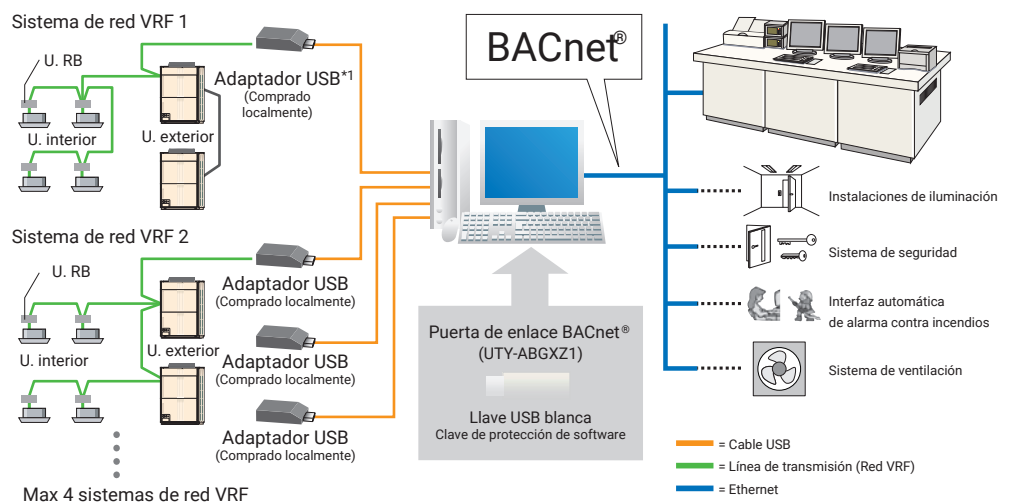 Sistema de red VRF 1
U. RB
U. interior
U. exterior
Adaptador USB*1
(Comprado
localmente)
BACnet®
Sistema de red VRF 2
U. RB
U. interior
U. exterior
Adaptador USB
(Comprado localmente)
Adaptador USB
(Comprado localmente)
Adaptador USB
(Comprado localmente)
Max 4 sistemas de red VRF
Puerta de enlace BACnet®
(UTY-ABGXZ1)
Llave USB blanca
Clave de protección de software
Instalaciones de iluminación
Sistema de seguridad
Interfaz automática
de alarma contra incendios
Sistema de ventilación
= Cable USB
= Línea de transmisión (Red VRF)
= Ethernet